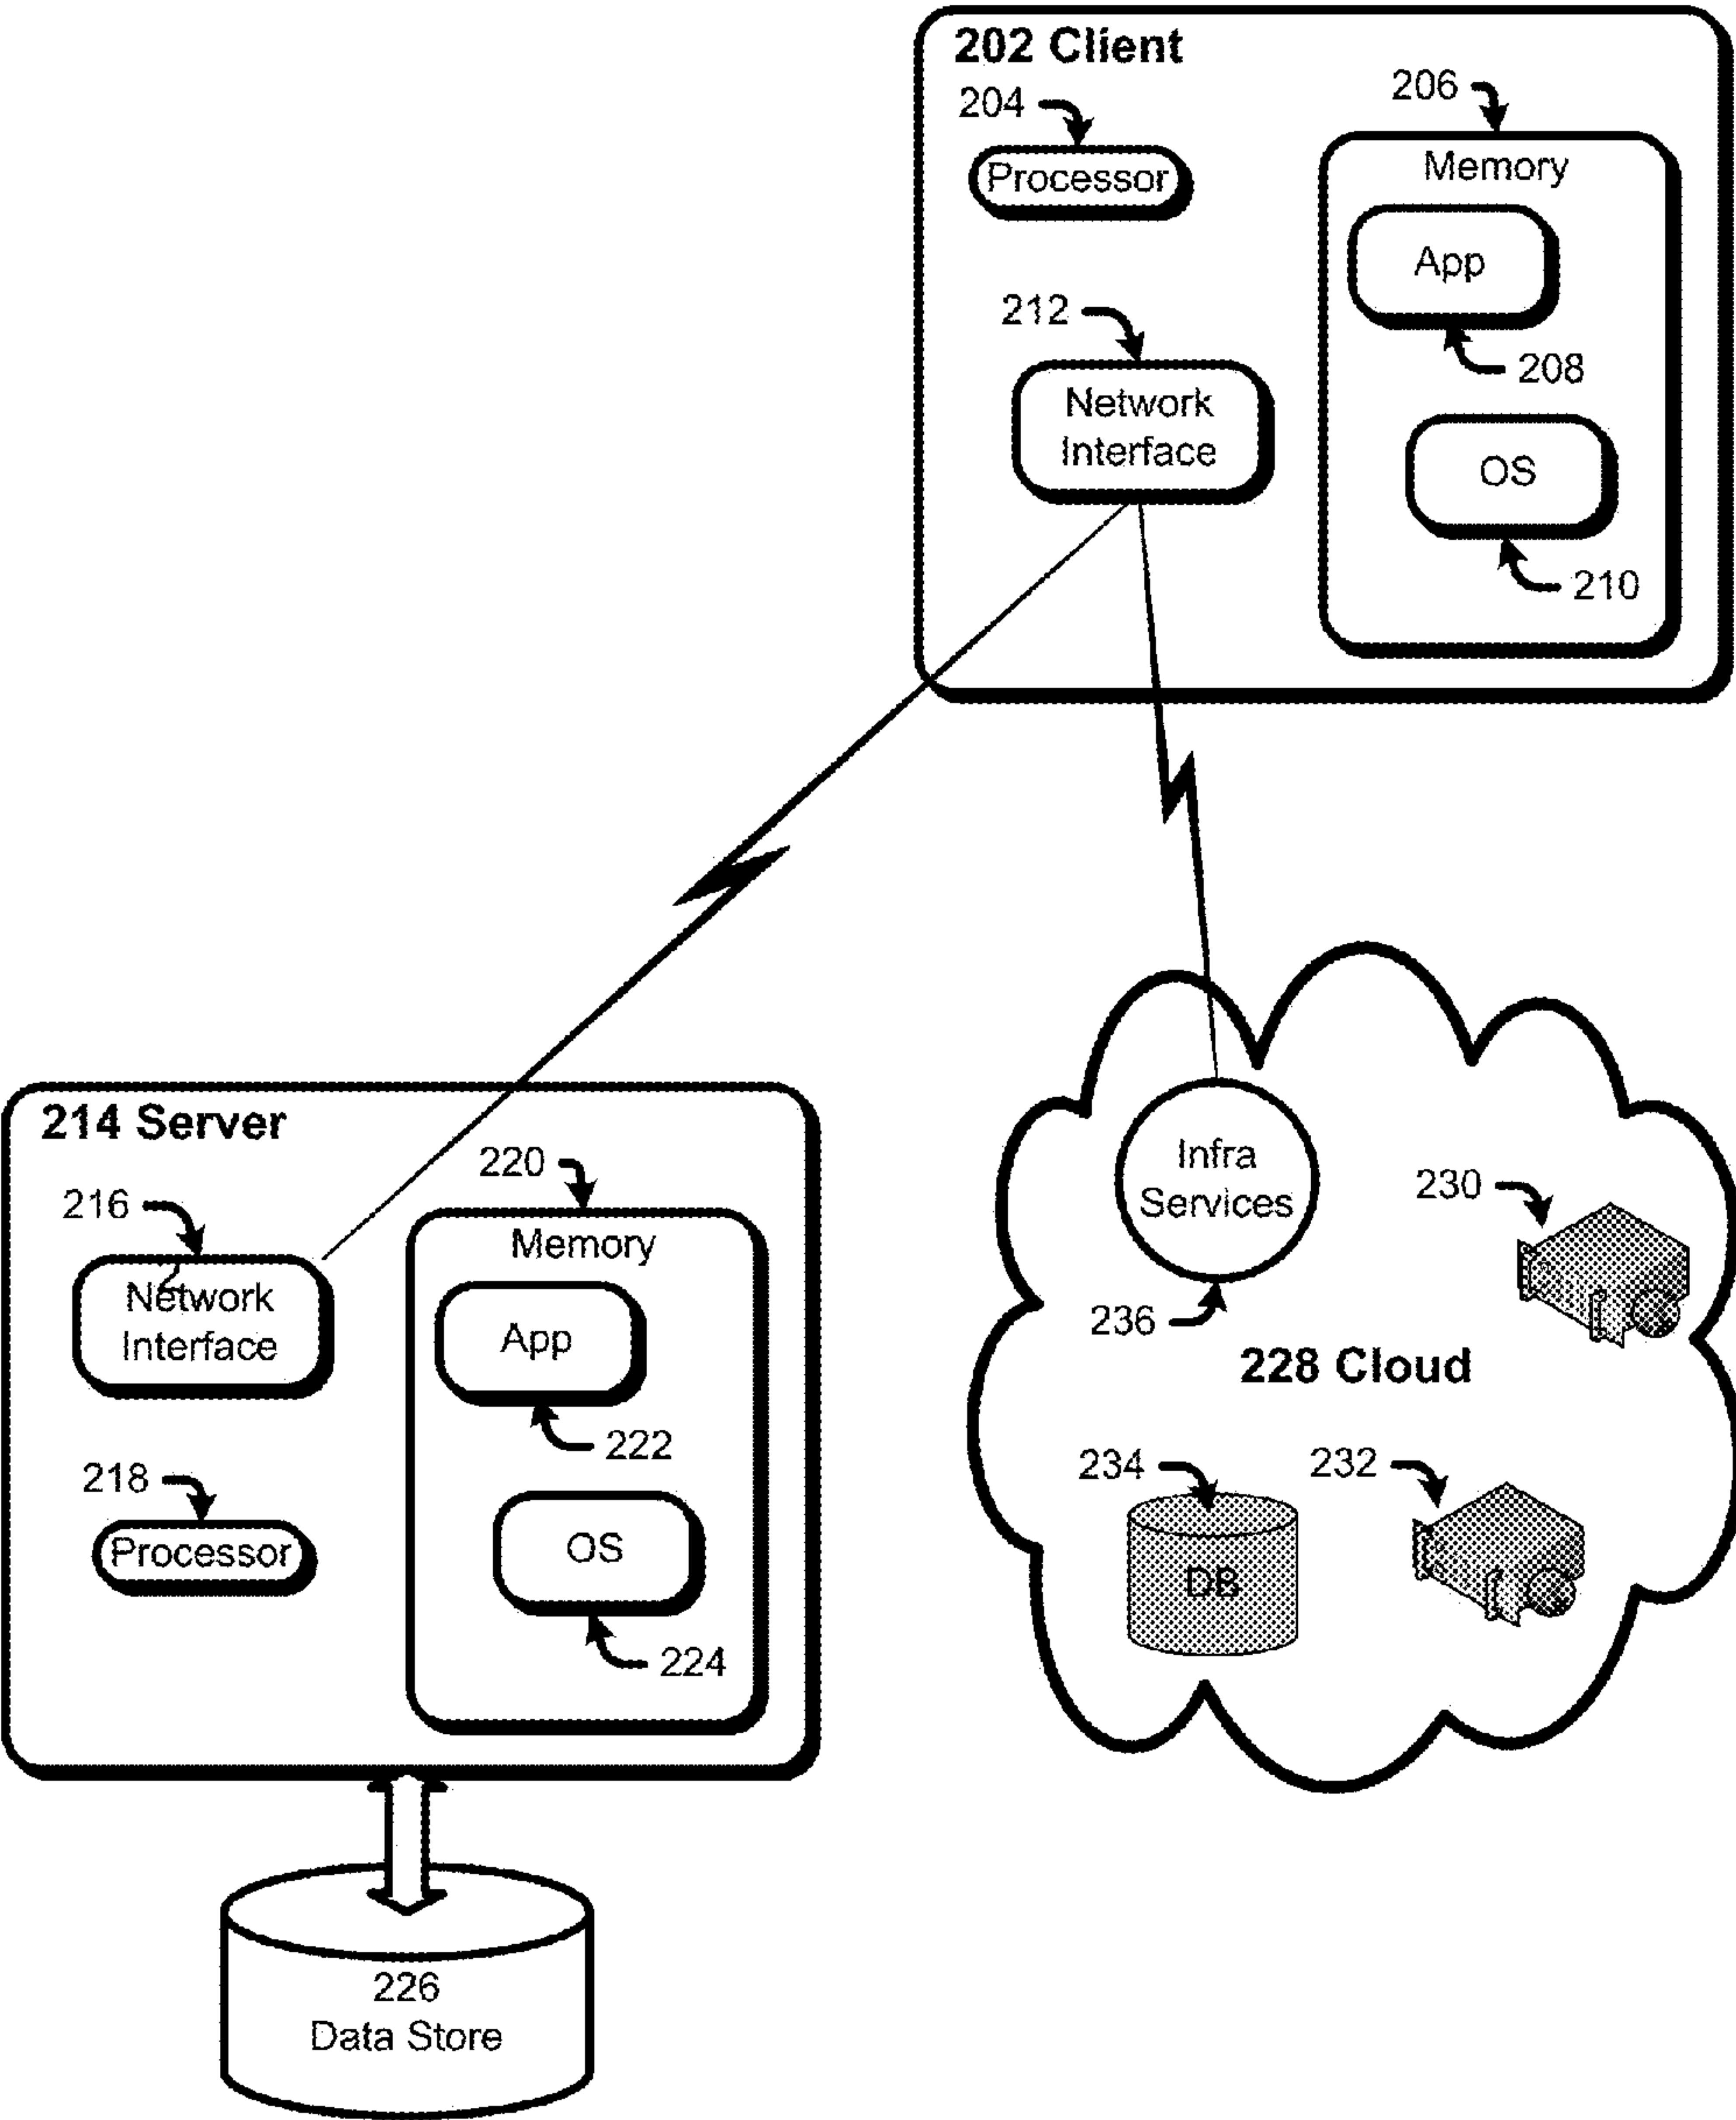 202 Client
204
206
Processor
Memory
App
212
208
Network
Interface
OS
210
214 Server
220
216
Memory
Network
Interface
App
222
218
Processor
OS
224
226
Data Store
Infra
Services
230
236
228 Cloud
234
232
DB